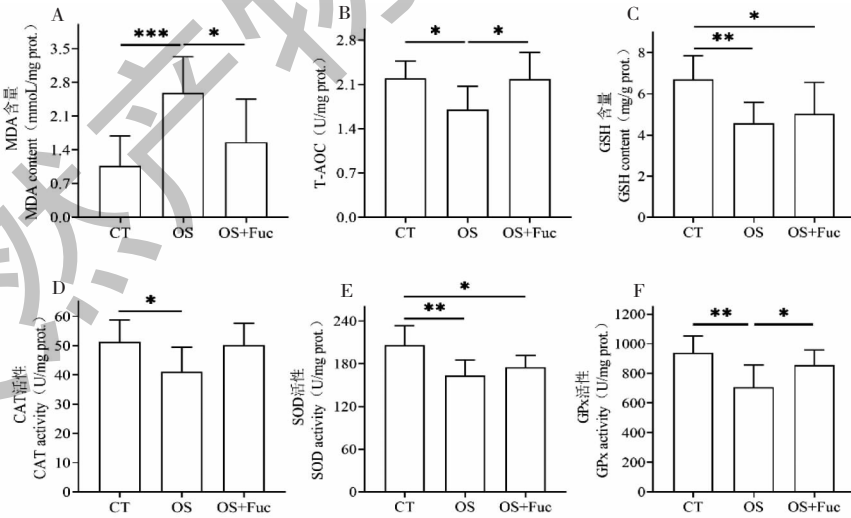 A
MDA含量
MDA content（mmoL/mg prot.）
3.5
2.8
2.1
1.4
0.7
0.0
***
*
CT OS OS+Fuc
B
T-AOC（U/mg prot.）
2.8
2.1
1.4
0.7
0.0
*
*
CT OS OS+Fuc
C
GSH 含量
GSH content（mg/g prot.）
8
6
4
2
0
*
**
CT OS OS+Fuc
D
CAT活性
CAT activity（U/mg prot.）
60
50
40
30
20
10
0
*
CT OS OS+Fuc
E
SOD活性
SOD activity（U/mg prot.）
240
180
120
60
0
*
**
CT OS OS+Fuc
F
GPx活性
GPx activity（U/mg prot.）
1200
1000
800
600
400
200
0
**
*
CT OS OS+Fuc
然产物